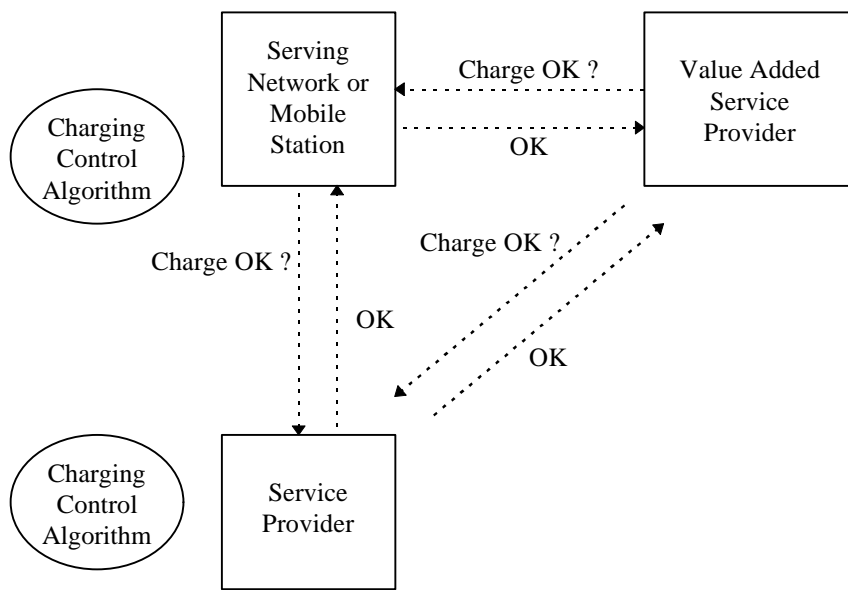 Serving
Network or
Mobile
Station
Charge OK ?
Value Added
Service
Provider
OK
Charging
Control
Algorithm
Charge OK ?
Charge OK ?
OK
OK
Charging
Control
Algorithm
Service
Provider